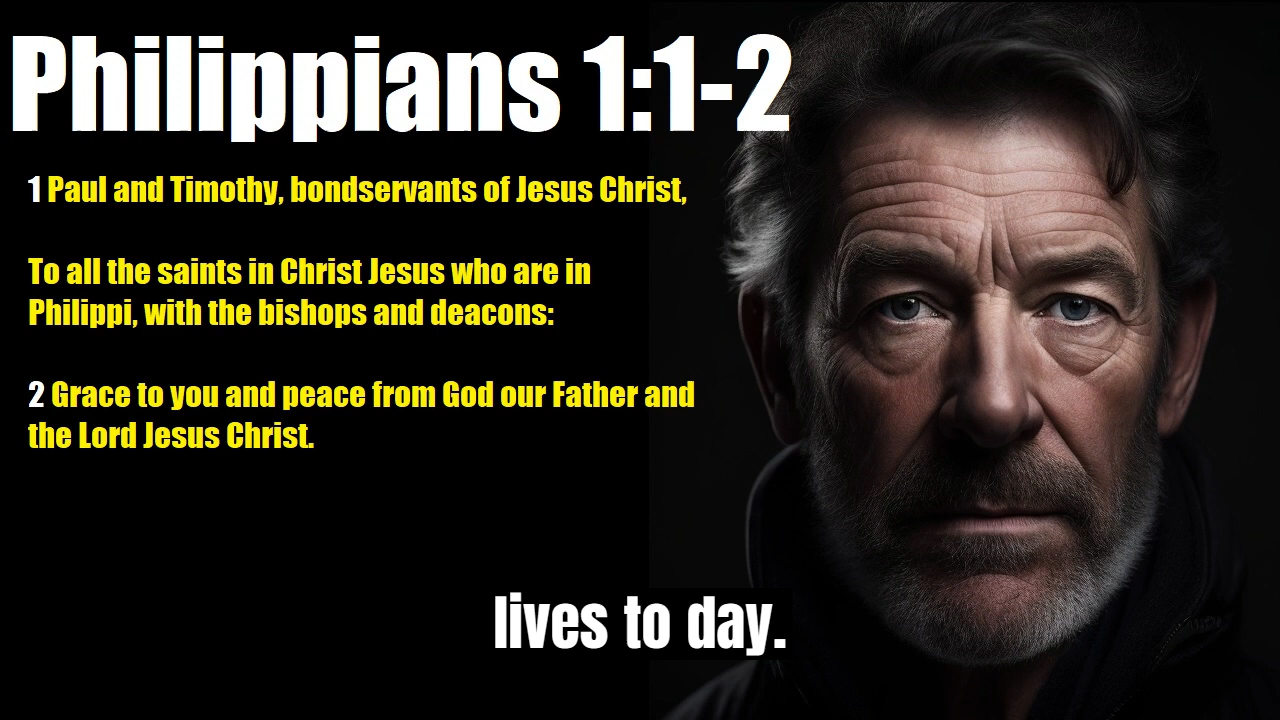 Philippians 1:1-2
1 Paul and Timothy, bondservants of Jesus Christ,
To all the saints in Christ Jesus who are in
Philippi, with the bishops and deacons:
2 Grace to you and peace from God our Father and
the Lord Jesus Christ.
lives to day.